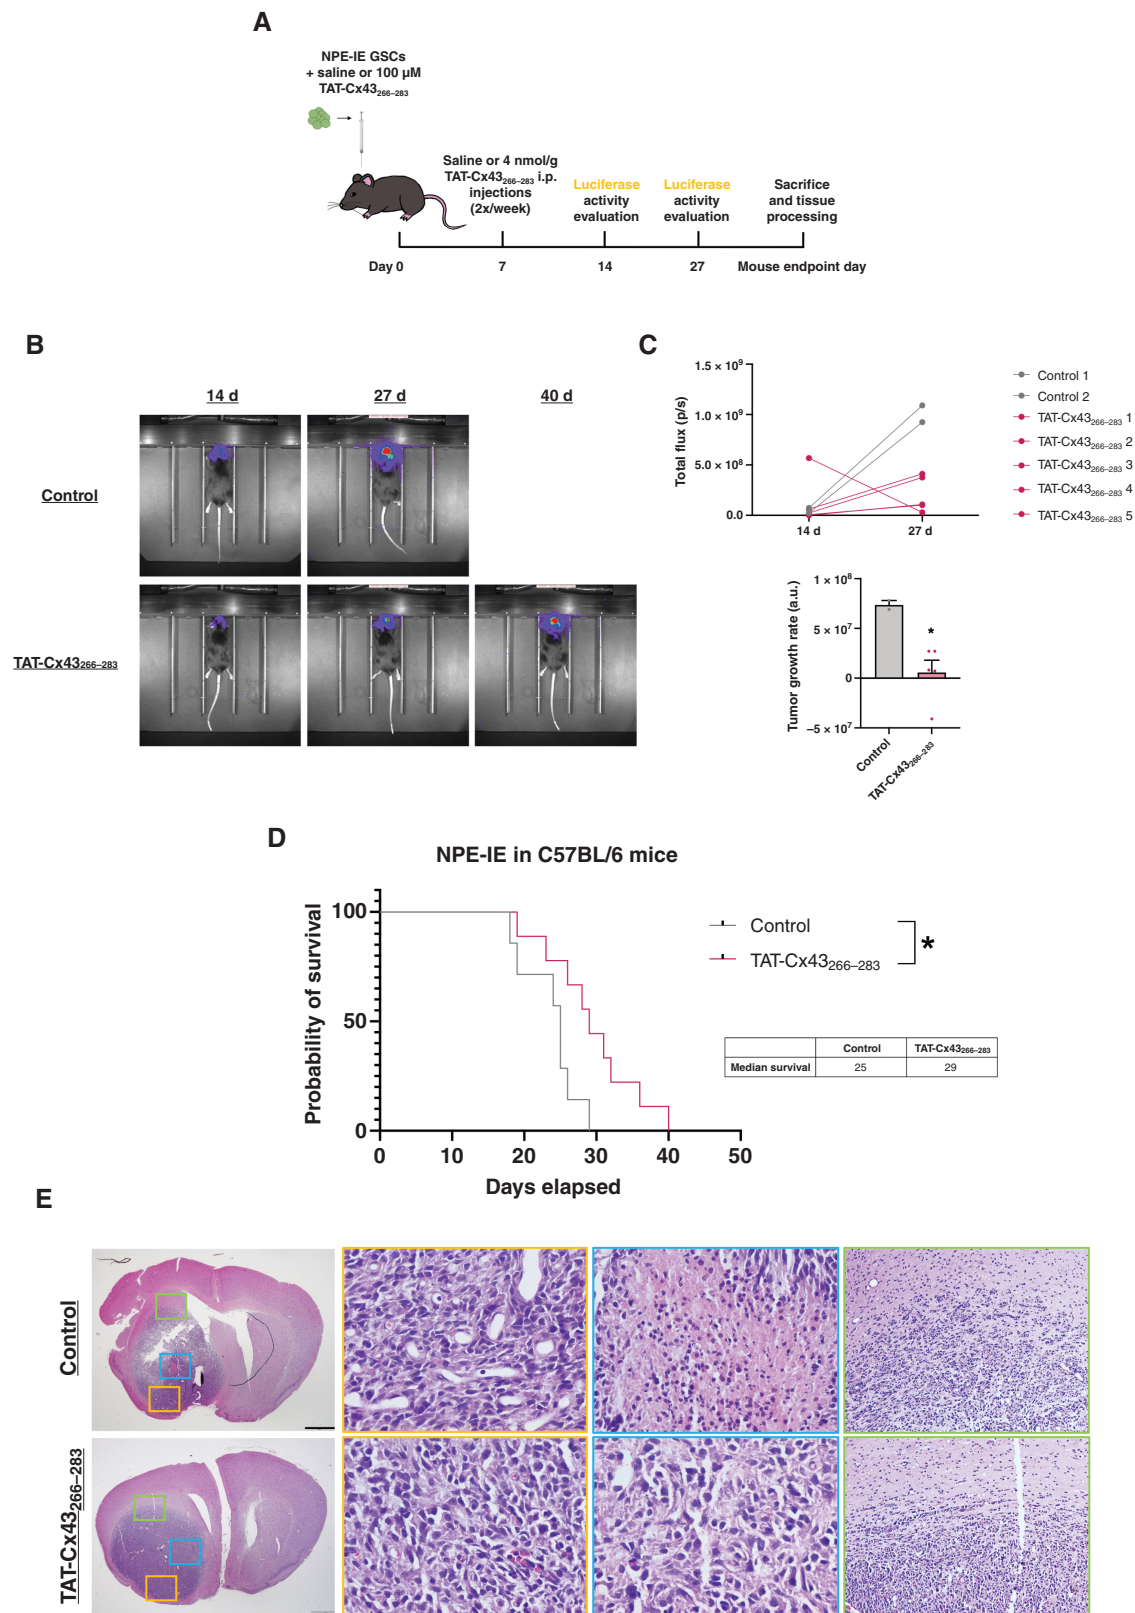 A
NPE-IE GSCs
+ saline or 100 µM
TAT-Cx43266–283
Saline or 4 nmol/g
TAT-Cx43266–283 i.p.
injections
(2x/week)
Luciferase
activity
evaluation
Luciferase
activity
evaluation
Sacrifice
and tissue
processing
Day 0
7
14
27
Mouse endpoint day
B
14 d
27 d
40 d
Control
TAT-Cx43266–283
C
Total flux (p/s)
1.5 × 10⁹
1.0 × 10⁹
5.0 × 10⁸
0.0
14 d
27 d
Control 1
Control 2
TAT-Cx43266–283 1
TAT-Cx43266–283 2
TAT-Cx43266–283 3
TAT-Cx43266–283 4
TAT-Cx43266–283 5
Tumor growth rate (a.u.)
1 × 10⁸
5 × 10⁷
0
–5 × 10⁷
*
Control
TAT-Cx43266–283
D
NPE-IE in C57BL/6 mice
Probability of survival
100
50
0
0 10 20 30 40 50
Days elapsed
Control
TAT-Cx43266–283
*
Control TAT-Cx43266–283
Median survival 25 29
E
Control
TAT-Cx43266–283